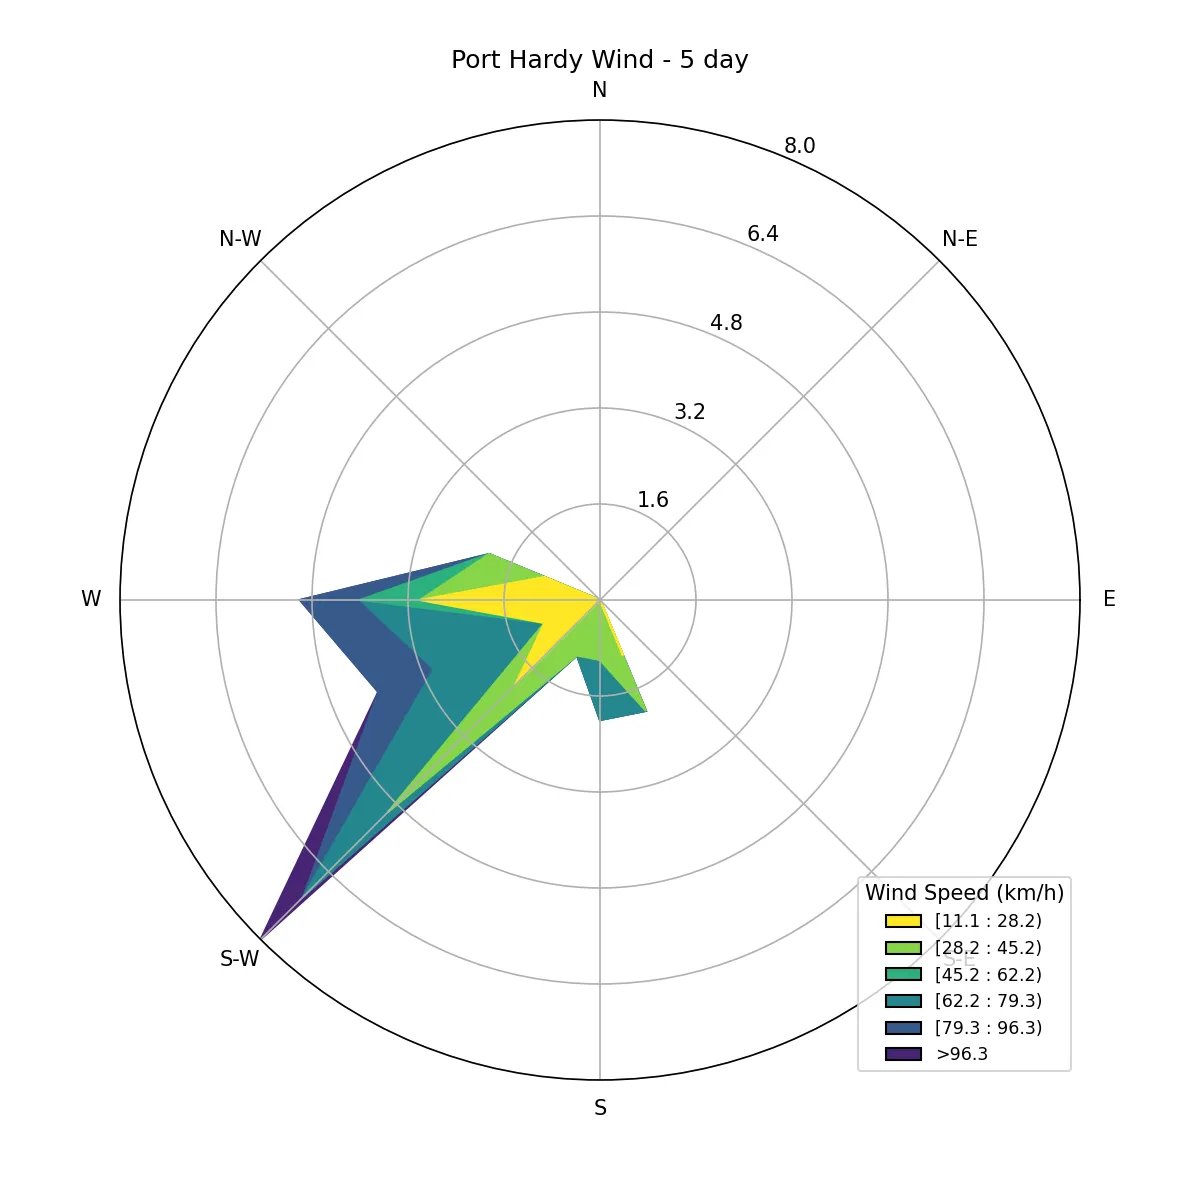 Port Hardy Wind - 5 day
N
8.0
N-W
N-E
6.4
4.8
3.2
1.6
W
E
S-W
S-E
S
Wind Speed (km/h)
[11.1 : 28.2)
[28.2 : 45.2)
[45.2 : 62.2)
[62.2 : 79.3)
[79.3 : 96.3)
>96.3